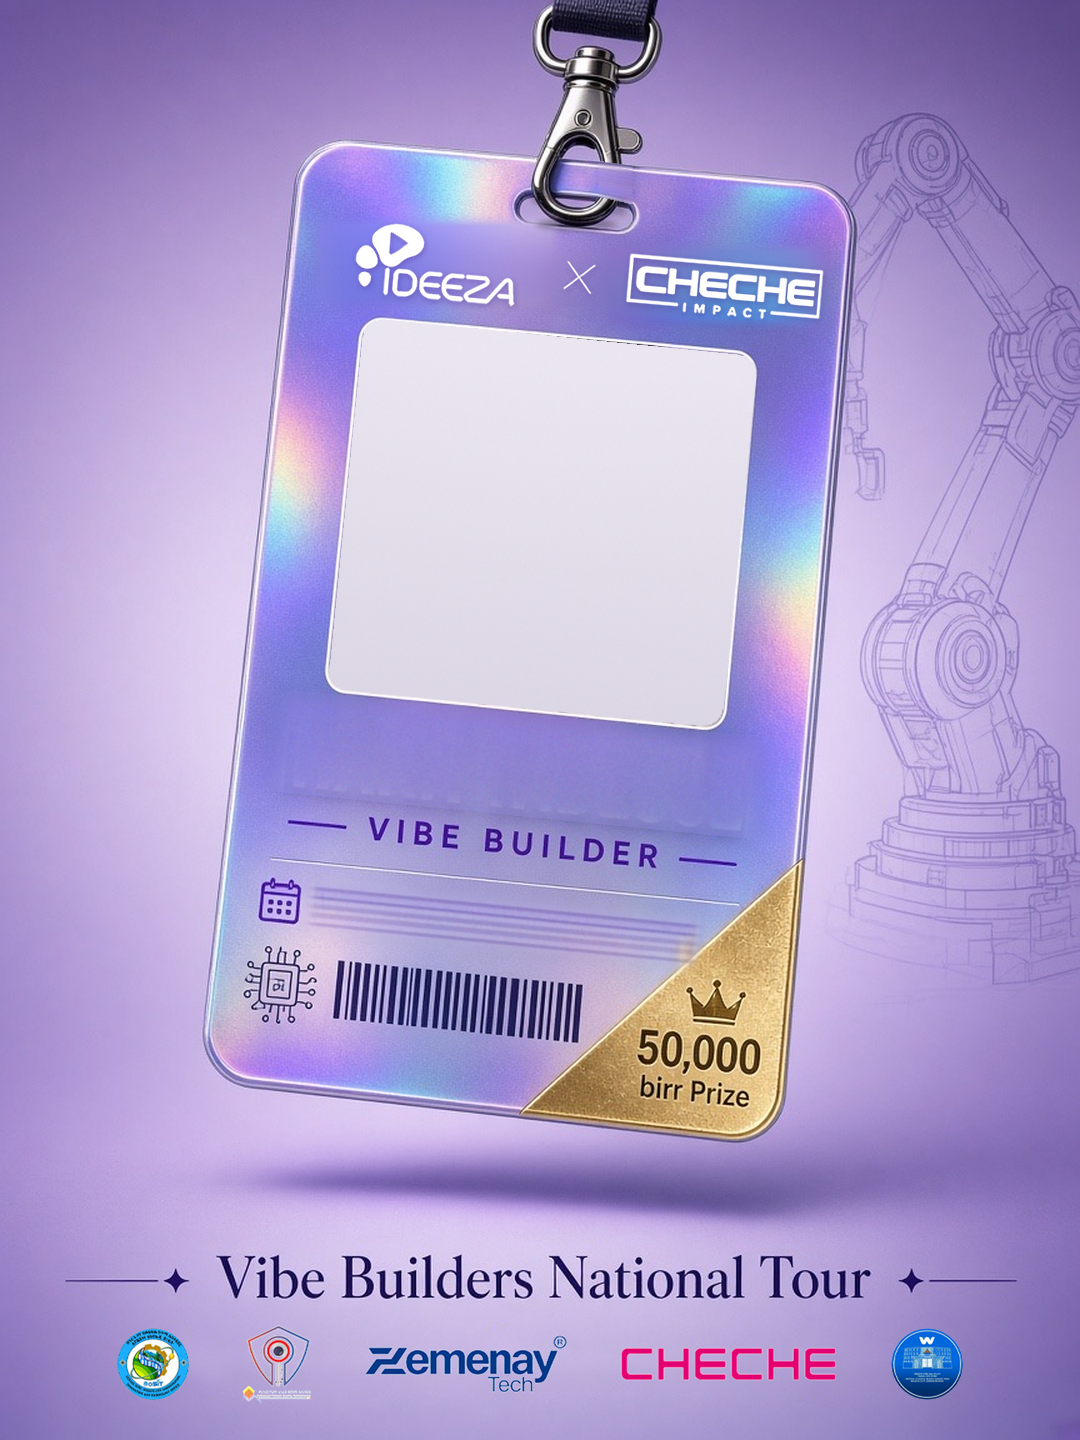 IDEEZA × CHECHE
IMPACT
VIBE BUILDER
50,000
birr Prize
Vibe Builders National Tour
Zemenay®
Tech
CHECHE
W